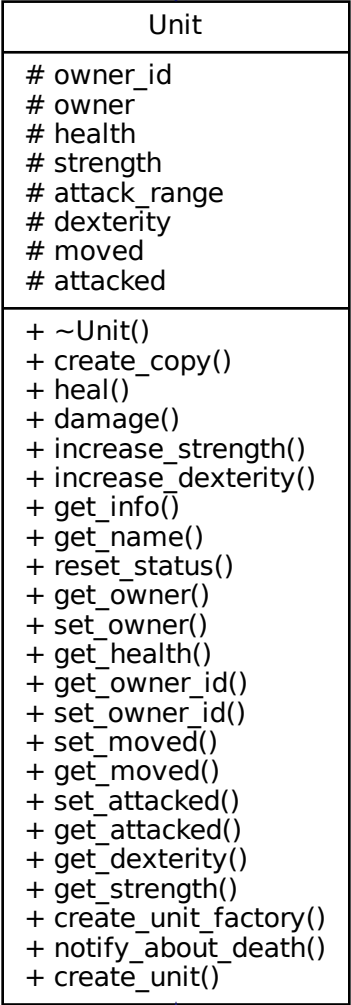 Unit
# owner_id
# owner
# health
# strength
# attack_range
# dexterity
# moved
# attacked
+ ~Unit()
+ create_copy()
+ heal()
+ damage()
+ increase_strength()
+ increase_dexterity()
+ get_info()
+ get_name()
+ reset_status()
+ get_owner()
+ set_owner()
+ get_health()
+ get_owner_id()
+ set_owner_id()
+ set_moved()
+ get_moved()
+ set_attacked()
+ get_attacked()
+ get_dexterity()
+ get_strength()
+ create_unit_factory()
+ notify_about_death()
+ create_unit()